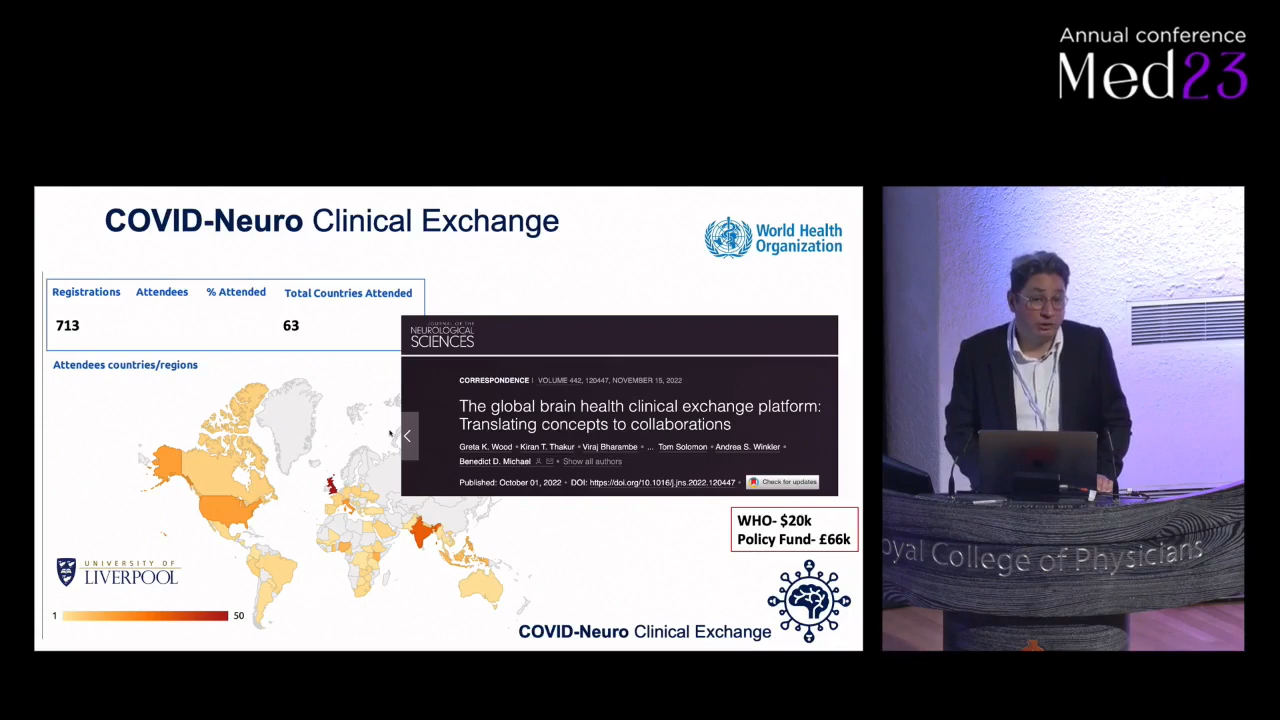 Annual conference
Med23
COVID-Neuro Clinical Exchange
World Health
Organization
Registrations Attendees % Attended Total Countries Attended
713 63
Attendees countries/regions
JOURNAL OF THE
NEUROLOGICAL
SCIENCES
CORRESPONDENCE | VOLUME 442, 120447, NOVEMBER 15, 2022
The global brain health clinical exchange platform:
Translating concepts to collaborations
Greta K. Wood • Kiran T. Thakur • Viraj Bharambe • ... Tom Solomon • Andrea S. Winkler •
Benedict D. Michael • Show all authors
Published: October 01, 2022 • DOI: https://doi.org/10.1016/j.jns.2022.120447 • Check for updates
WHO- $20k
Policy Fund- £66k
UNIVERSITY OF
LIVERPOOL
1 50
COVID-Neuro Clinical Exchange
oyal College of Physicians